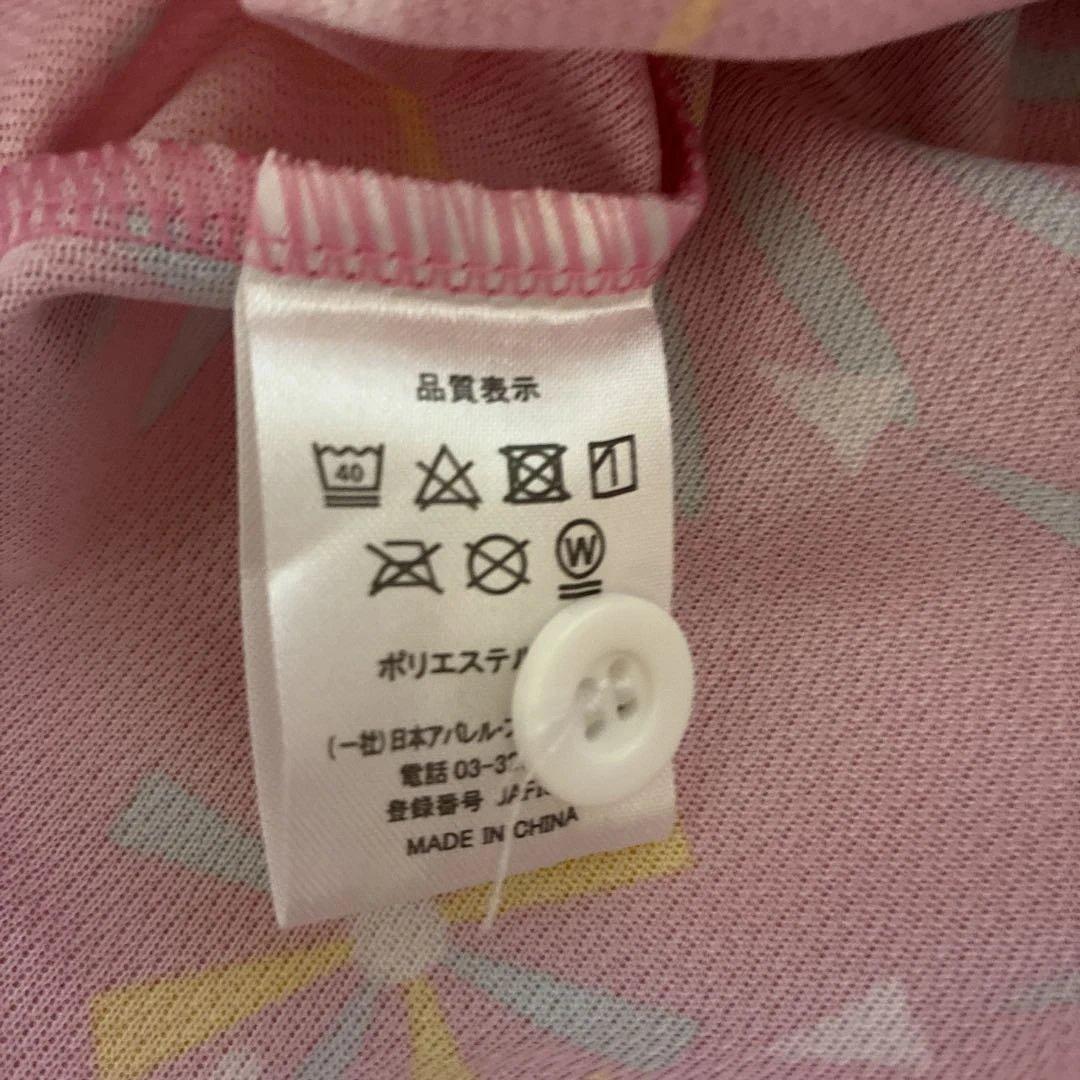 品質表示
40
W
ポリエステル
(一社)日本アパレル・
電話 03-3
登録番号 JAFI
MADE IN CHINA